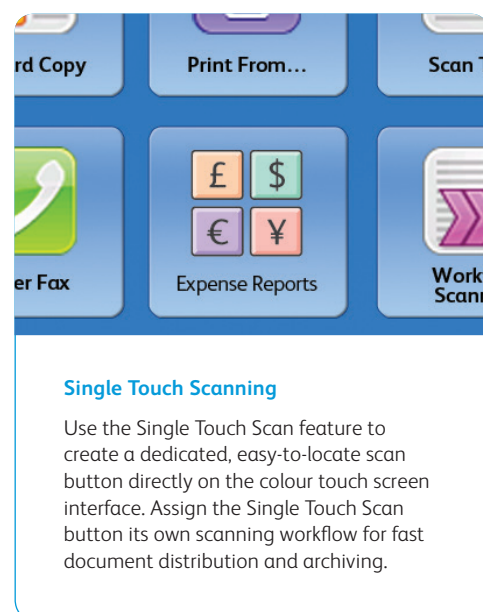 rd Copy
Print From...
Scan T
£ $
€ ¥
er Fax
Expense Reports
Work
Scann
Single Touch Scanning
Use the Single Touch Scan feature to
create a dedicated, easy-to-locate scan
button directly on the colour touch screen
interface. Assign the Single Touch Scan
button its own scanning workflow for fast
document distribution and archiving.